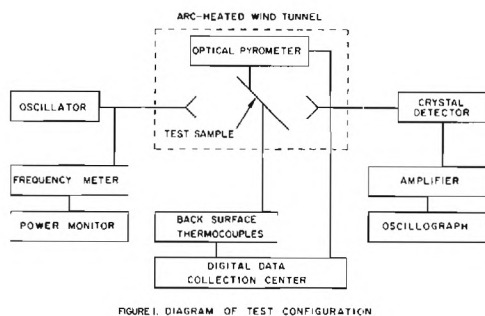 ARC-HEATED WIND TUNNEL
OPTICAL PYROMETER
OSCILLATOR
TEST SAMPLE
CRYSTAL
DETECTOR
FREQUENCY METER
AMPLIFIER
POWER MONITOR
BACK SURFACE
THERMOCOUPLES
OSCILLOGRAPH
DIGITAL DATA
COLLECTION CENTER
FIGURE 1. DIAGRAM OF TEST CONFIGURATION